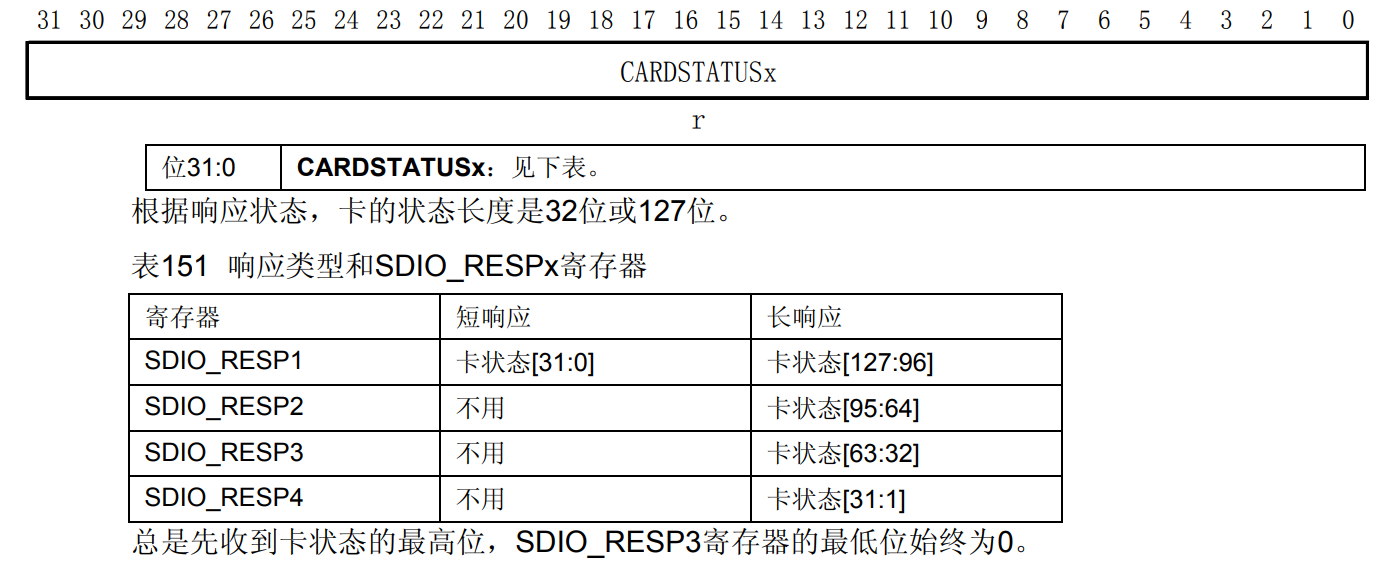 31 30 29 28 27 26 25 24 23 22 21 20 19 18 17 16 15 14 13 12 11 10 9 8 7 6 5 4 3 2 1 0
CARDSTATUSx
r
位31:0 CARDSTATUSx：见下表。
根据响应状态，卡的状态长度是32位或127位。
表151 响应类型和SDIO_RESPx寄存器
寄存器 短响应 长响应
SDIO_RESP1 卡状态[31:0] 卡状态[127:96]
SDIO_RESP2 不用 卡状态[95:64]
SDIO_RESP3 不用 卡状态[63:32]
SDIO_RESP4 不用 卡状态[31:1]
总是先收到卡状态的最高位，SDIO_RESP3寄存器的最低位始终为0。